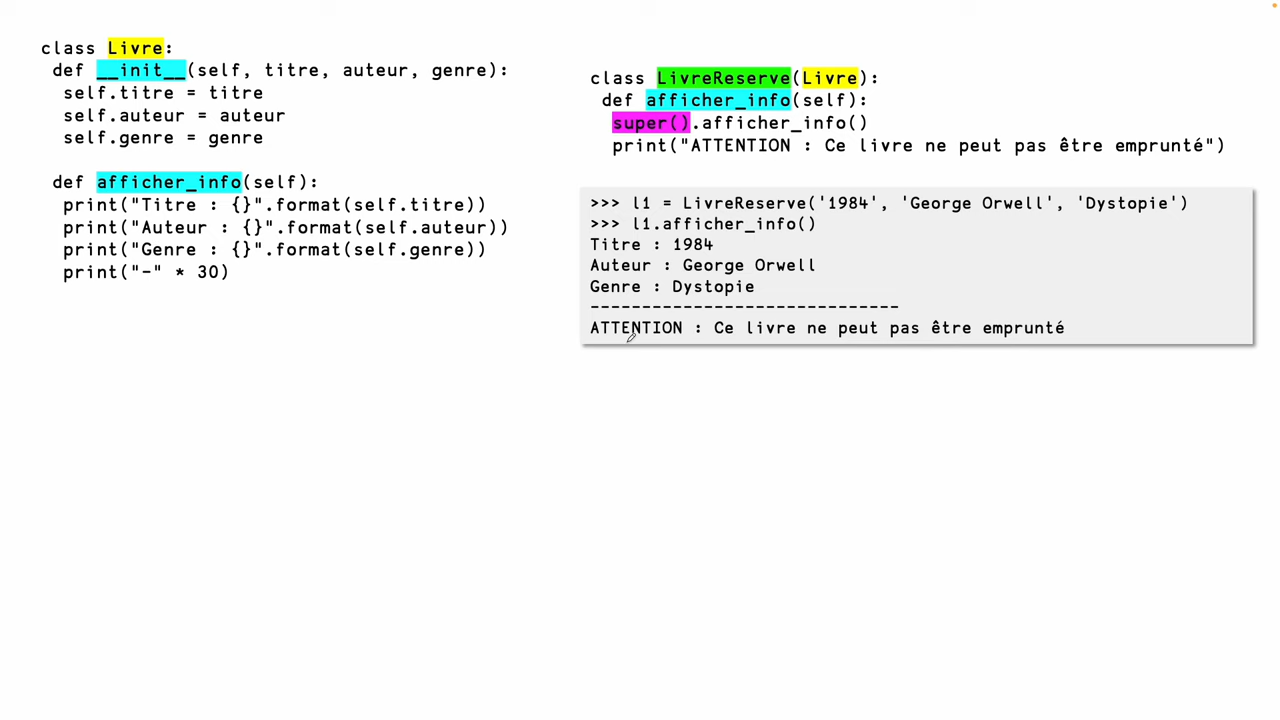 class Livre:
def __init__(self, titre, auteur, genre):
self.titre = titre
self.auteur = auteur
self.genre = genre
def afficher_info(self):
print("Titre : {}".format(self.titre))
print("Auteur : {}".format(self.auteur))
print("Genre : {}".format(self.genre))
print("-" * 30)
class LivreReserve(Livre):
def afficher_info(self):
super().afficher_info()
print("ATTENTION : Ce livre ne peut pas être emprunté")
>>> l1 = LivreReserve('1984', 'George Orwell', 'Dystopie')
>>> l1.afficher_info()
Titre : 1984
Auteur : George Orwell
Genre : Dystopie
------------------------------
ATTENTION : Ce livre ne peut pas être emprunté